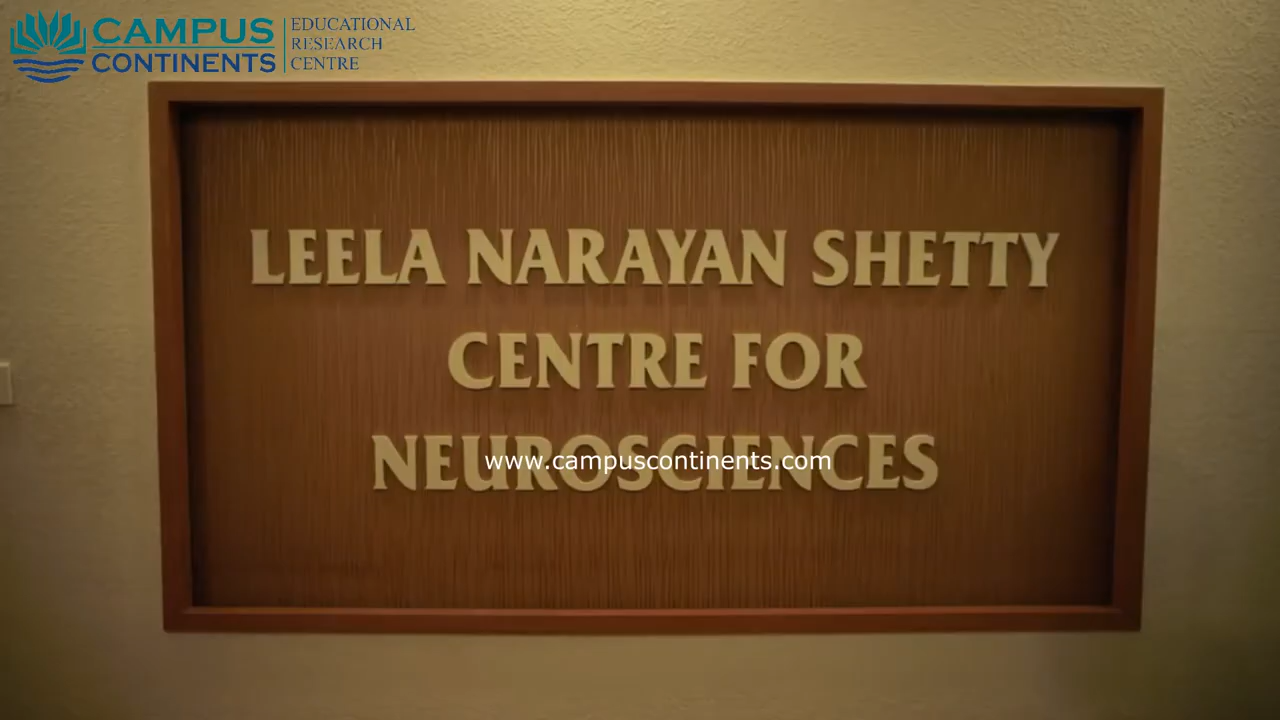 CAMPUS
CONTINENTS
EDUCATIONAL
RESEARCH
CENTRE
LEELA NARAYAN SHETTY
CENTRE FOR
NEUROSCIENCES
www.campuscontinents.com